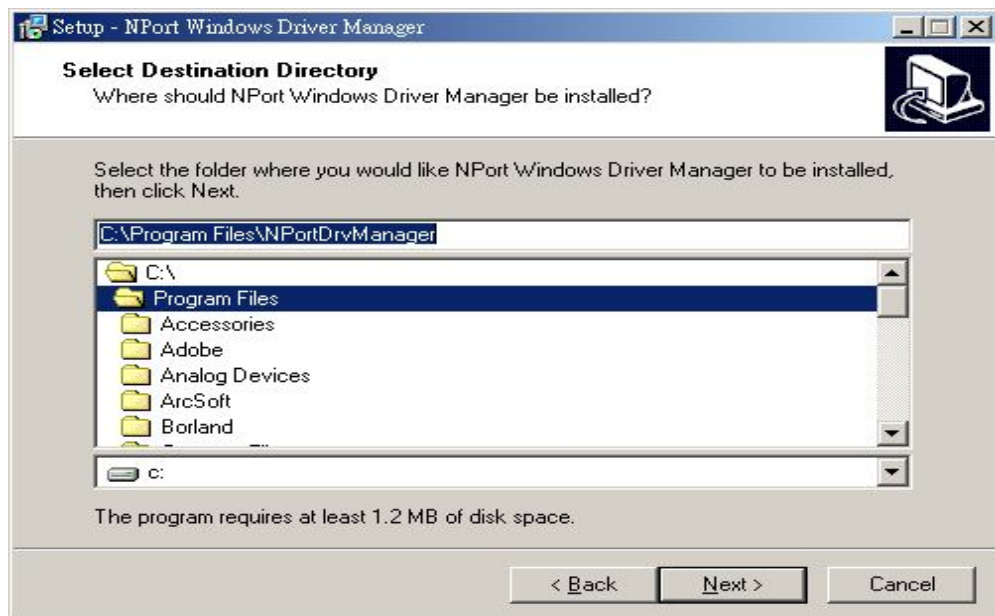 Setup - NPort Windows Driver Manager
Select Destination Directory
Where should NPort Windows Driver Manager be installed?
Select the folder where you would like NPort Windows Driver Manager to be installed,
then click Next.
C:\Program Files\NPortDrvManager
C:\
Program Files
Accessories
Adobe
Analog Devices
ArcSoft
Borland
c:
The program requires at least 1.2 MB of disk space.
< Back
Next >
Cancel